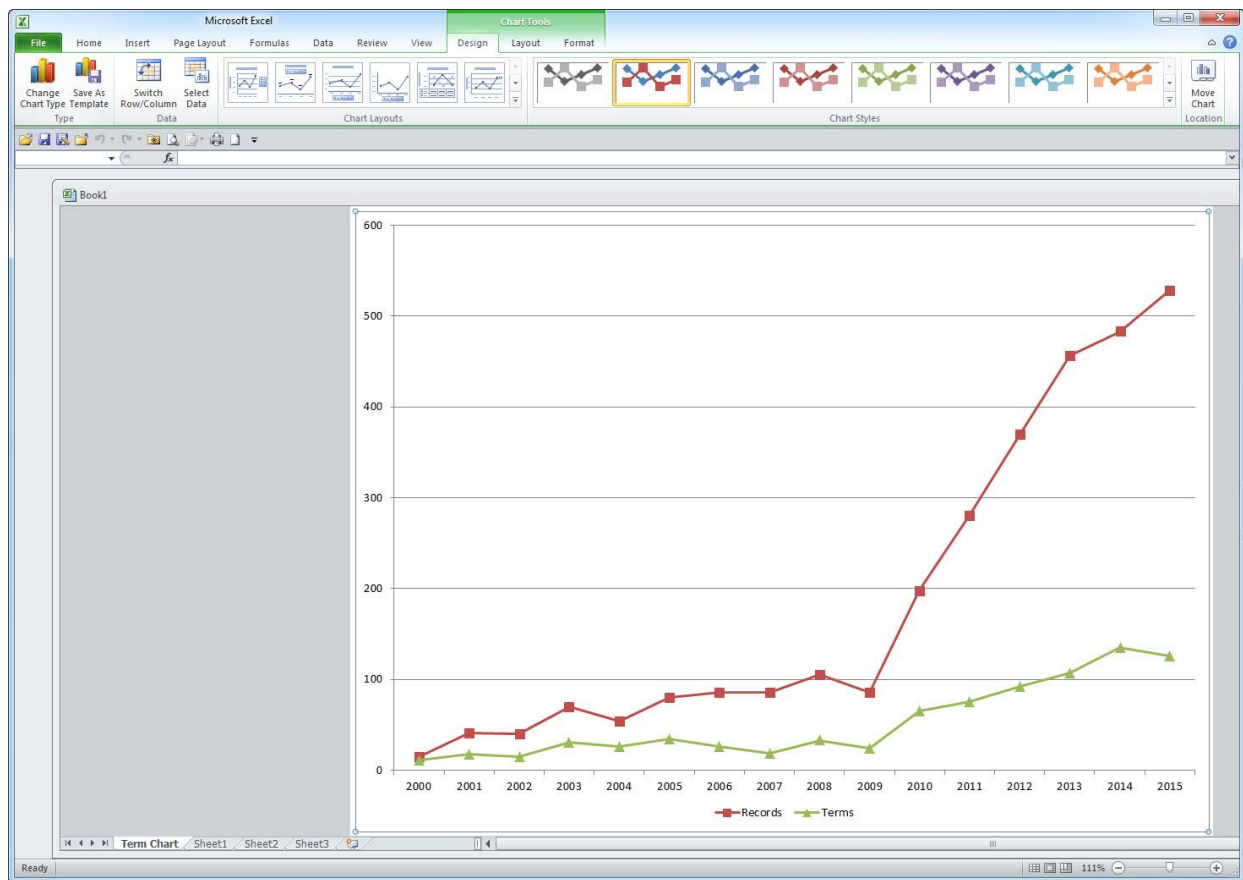 Microsoft Excel
Chart Tools
File Home Insert Page Layout Formulas Data Review View Design Layout Format
Change Chart Type
Save As Template
Switch Row/Column
Select Data
Move Chart
Type Data Chart Layouts Chart Styles Location
fx
Book1
600
500
400
300
200
100
0
2000 2001 2002 2003 2004 2005 2006 2007 2008 2009 2010 2011 2012 2013 2014 2015
Records Terms
Term Chart Sheet1 Sheet2 Sheet3
Ready 111%